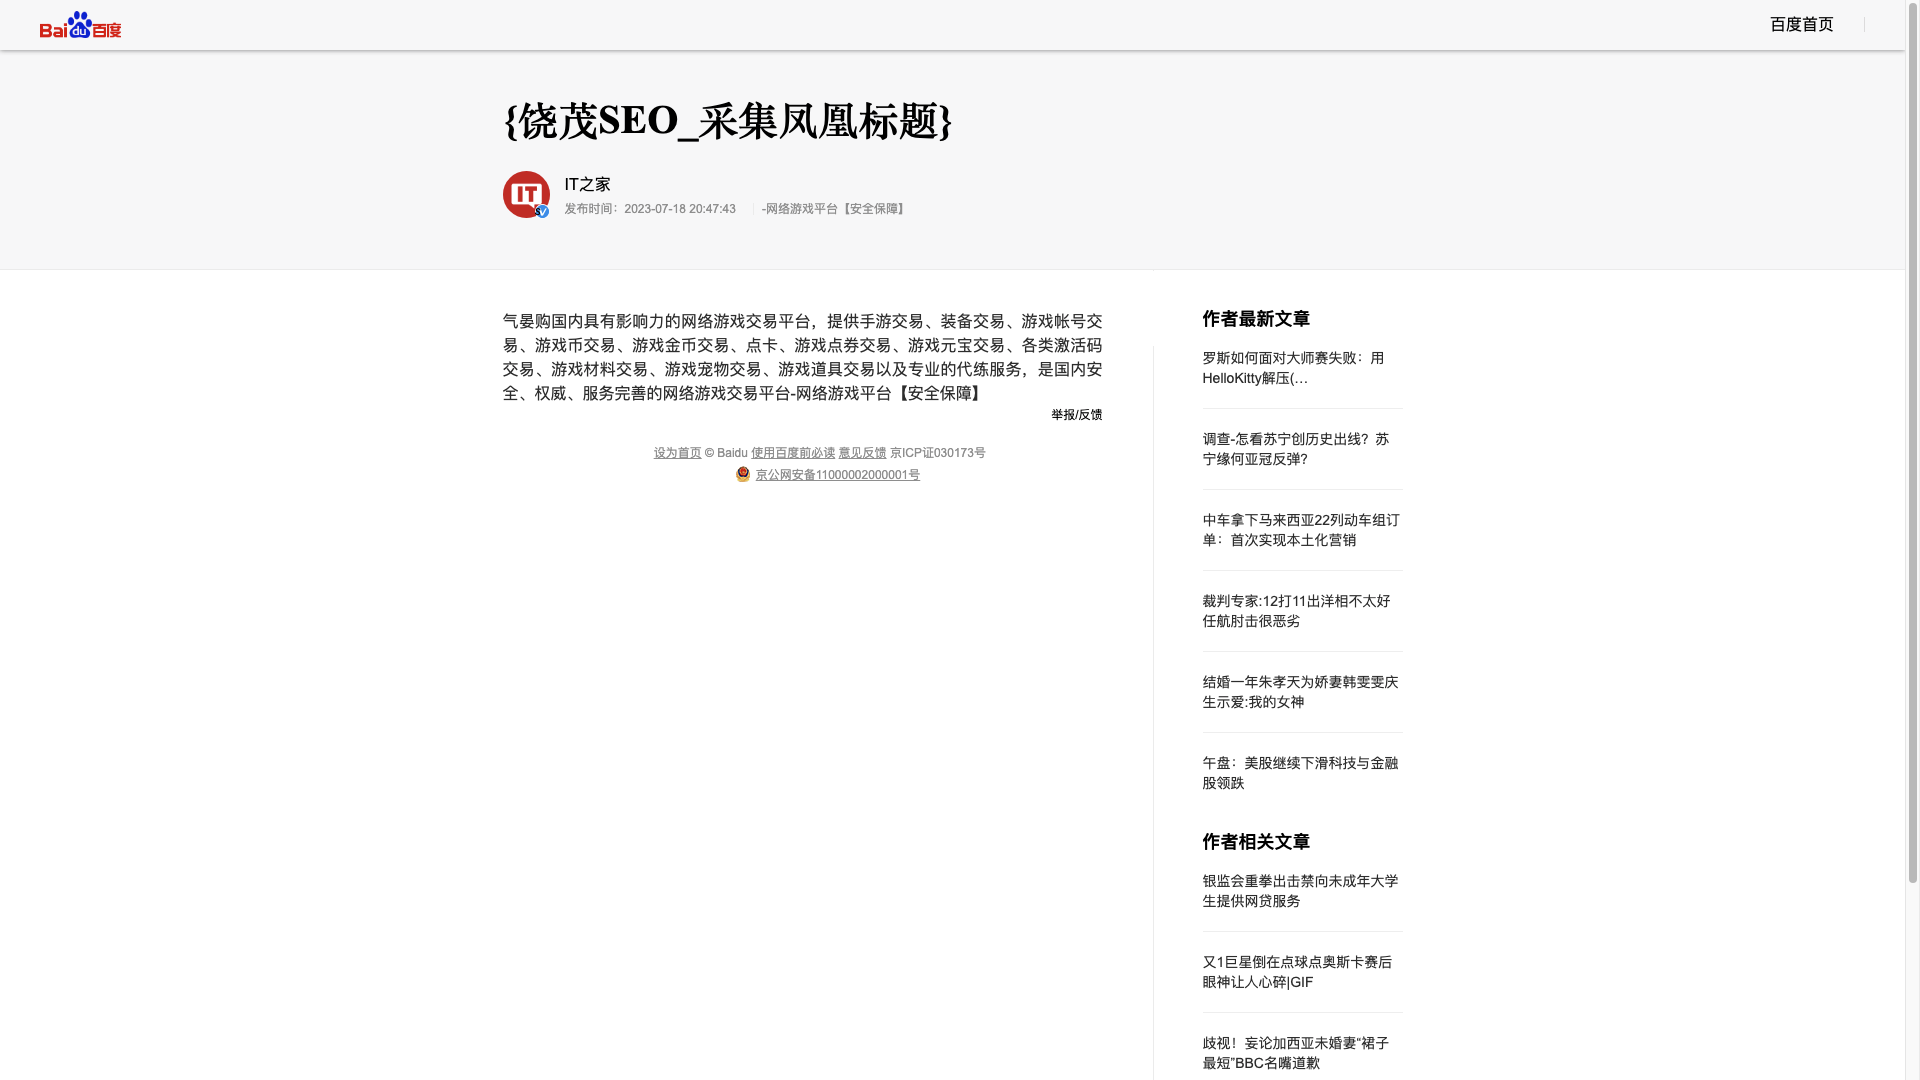 Bai du 百度
百度首页
{饶茂SEO_采集凤凰标题}
IT
IT之家
发布时间：2023-07-18 20:47:43
-网络游戏平台【安全保障】
气晏购国内具有影响力的网络游戏交易平台，提供手游交易、装备交易、游戏帐号交
易、游戏币交易、游戏金币交易、点卡、游戏点券交易、游戏元宝交易、各类激活码
交易、游戏材料交易、游戏宠物交易、游戏道具交易以及专业的代练服务，是国内安
全、权威、服务完善的网络游戏交易平台-网络游戏平台【安全保障】
举报/反馈
设为首页 © Baidu 使用百度前必读 意见反馈 京ICP证030173号
京公网安备11000002000001号
作者最新文章
罗斯如何面对大师赛失败：用
HelloKitty解压(…
调查-怎看苏宁创历史出线？苏
宁缘何亚冠反弹?
中车拿下马来西亚22列动车组订
单：首次实现本土化营销
裁判专家:12打11出洋相不太好
任航肘击很恶劣
结婚一年朱孝天为娇妻韩雯雯庆
生示爱:我的女神
午盘：美股继续下滑科技与金融
股领跌
作者相关文章
银监会重拳出击禁向未成年大学
生提供网贷服务
又1巨星倒在点球点奥斯卡赛后
眼神让人心碎|GIF
歧视！妄论加西亚未婚妻“裙子
最短”BBC名嘴道歉